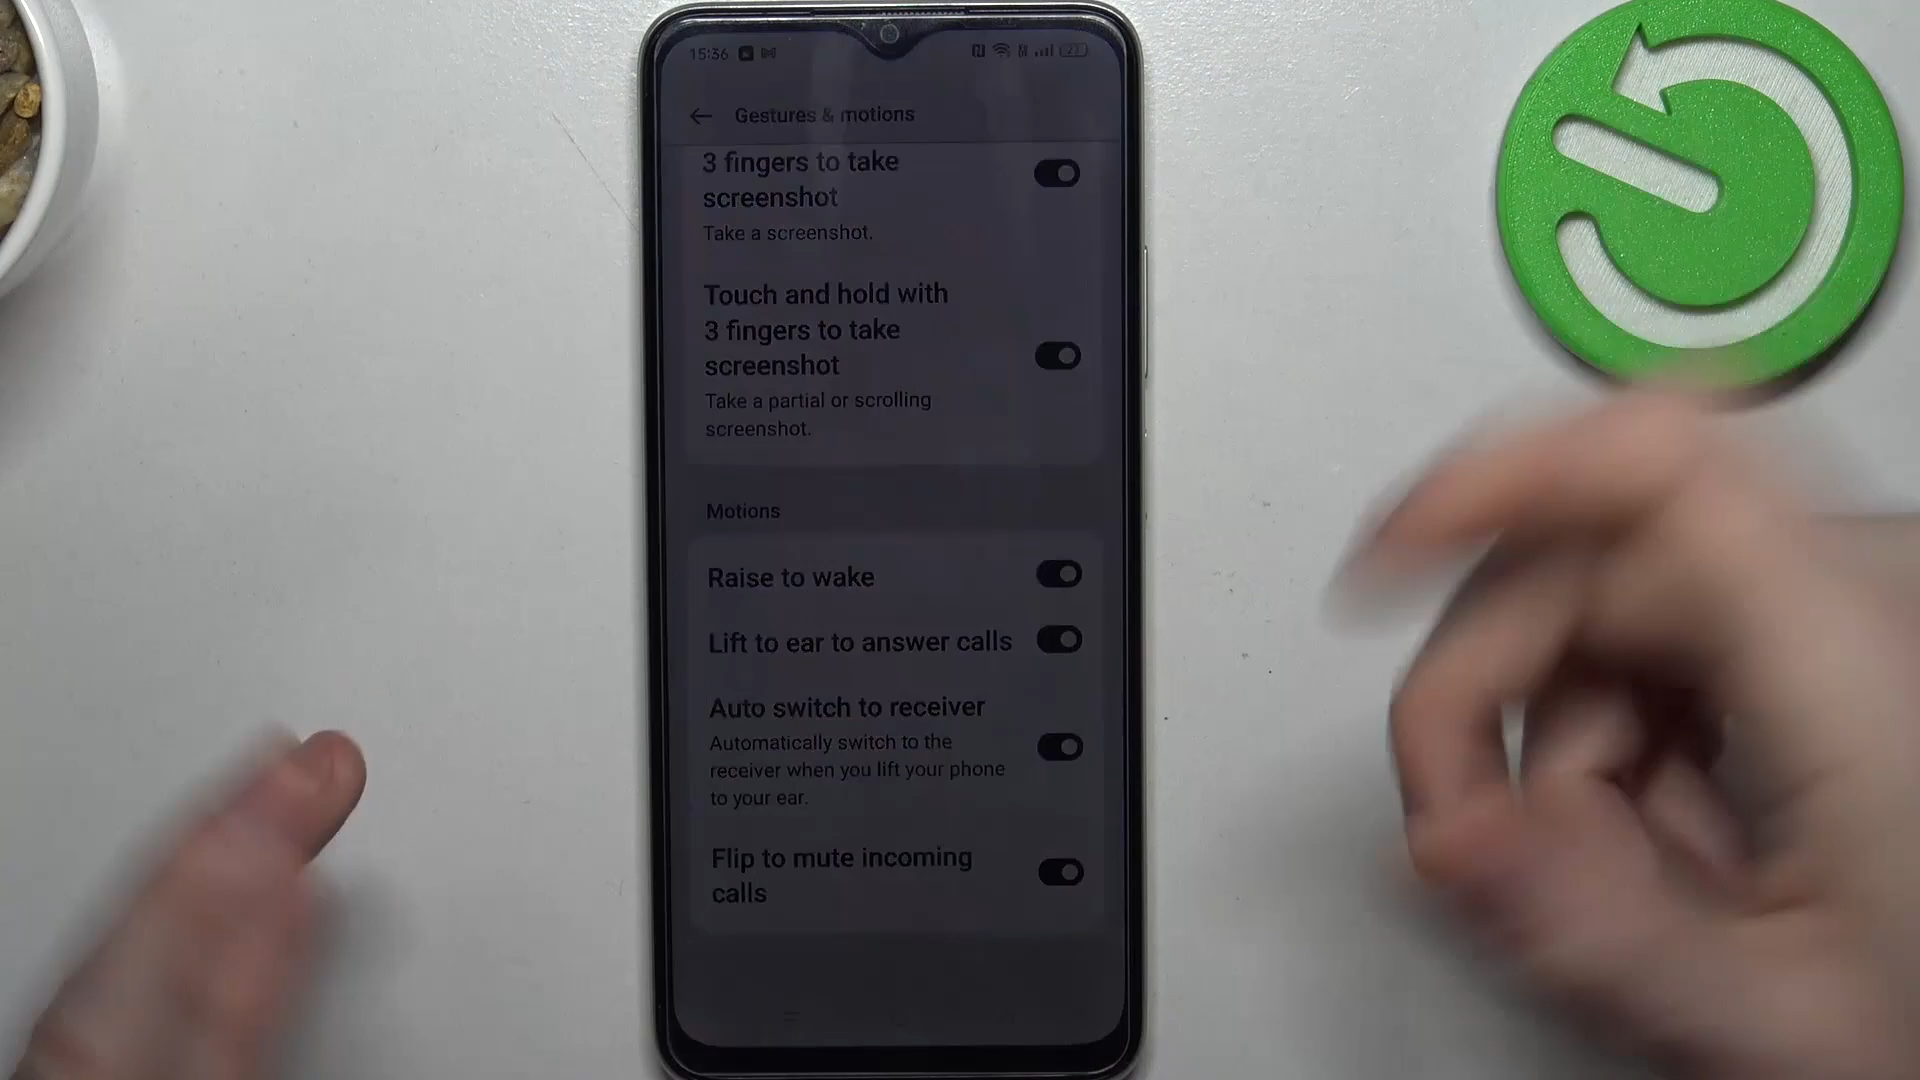 15:36
27
Gestures & motions
3 fingers to take
screenshot
Take a screenshot.
Touch and hold with
3 fingers to take
screenshot
Take a partial or scrolling
screenshot.
Motions
Raise to wake
Lift to ear to answer calls
Auto switch to receiver
Automatically switch to the
receiver when you lift your phone
to your ear.
Flip to mute incoming
calls